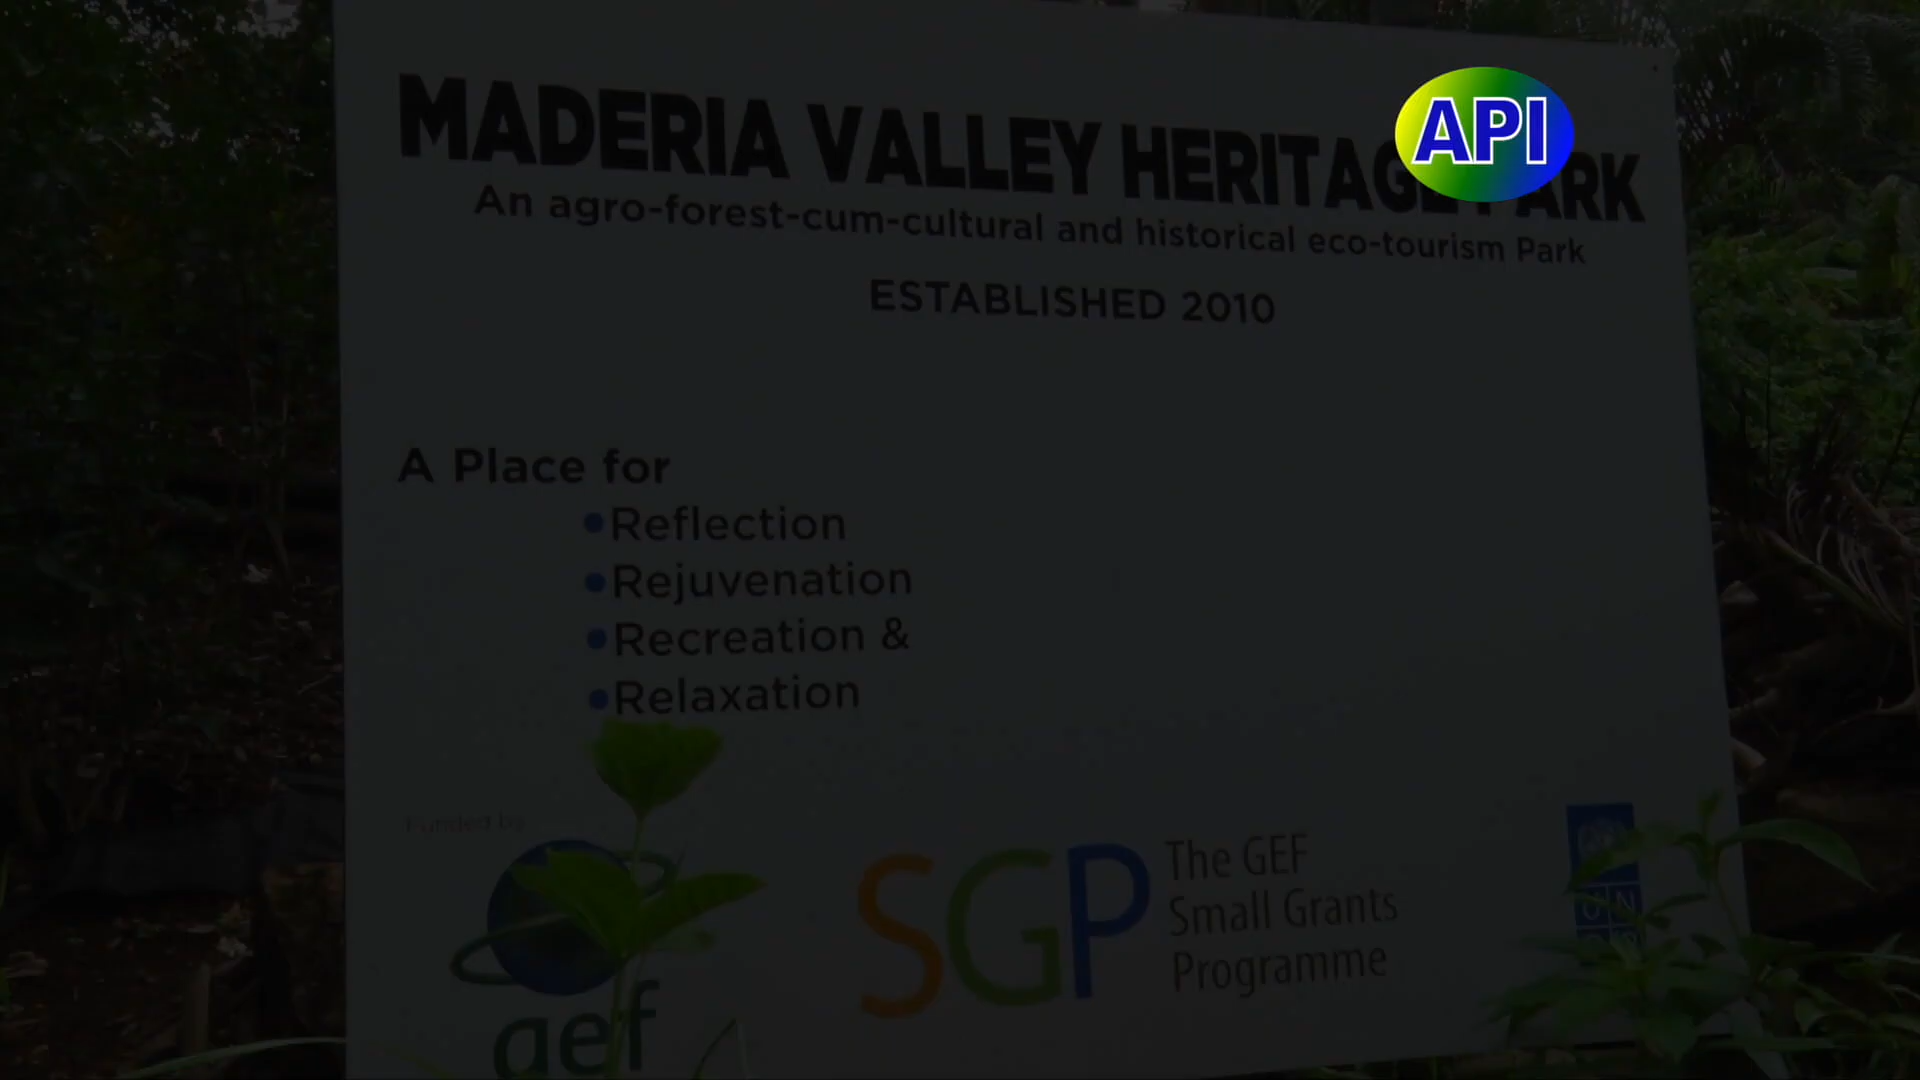 API
MADERIA VALLEY HERITAGE PARK
An agro-forest-cum-cultural and historical eco-tourism Park
ESTABLISHED 2010
A Place for
•Reflection
•Rejuvenation
•Recreation &
•Relaxation
Funded by
gef
SGP
The GEF
Small Grants
Programme
U N